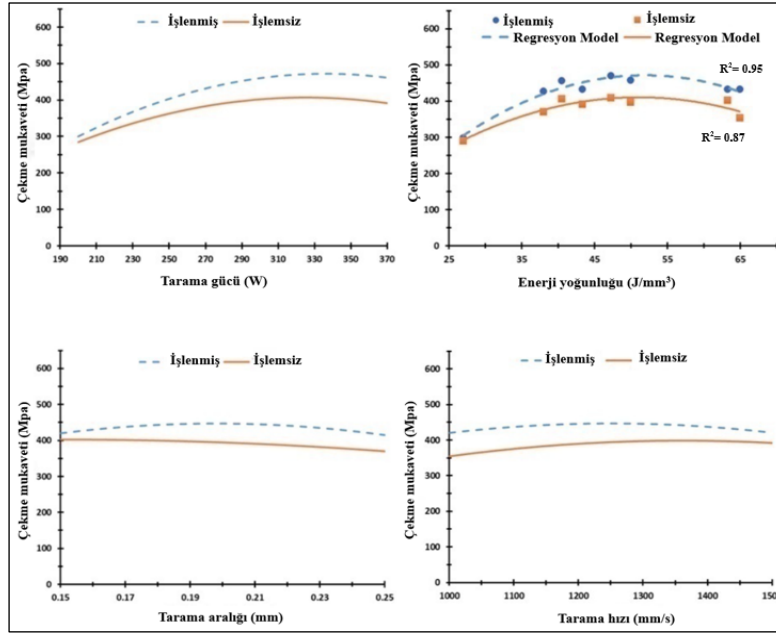 İşlenmiş İşlemsiz
600
500
400
300
200
100
0
190 210 230 250 270 290 310 330 350 370
Çekme mukaveti (Mpa)
Tarama gücü (W)
İşlenmiş İşlemsiz
Regresyon Model Regresyon Model
R²= 0.95
R²= 0.87
600
500
400
300
200
100
0
25 35 45 55 65
Çekme mukaveti (Mpa)
Enerji yoğunluğu (J/mm³)
İşlenmiş İşlemsiz
600
500
400
300
200
100
0
0.15 0.17 0.19 0.21 0.23 0.25
Çekme mukaveti (Mpa)
Tarama aralığı (mm)
İşlenmiş İşlemsiz
600
500
400
300
200
100
0
1000 1100 1200 1300 1400
Çekme mukaveti (Mpa)
Tarama hızı (mm/s)